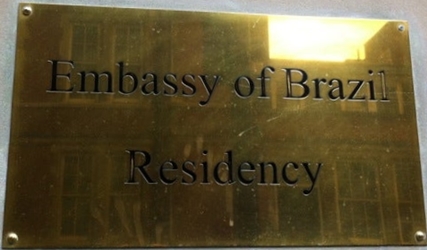 Embassy of Brazil
Residency